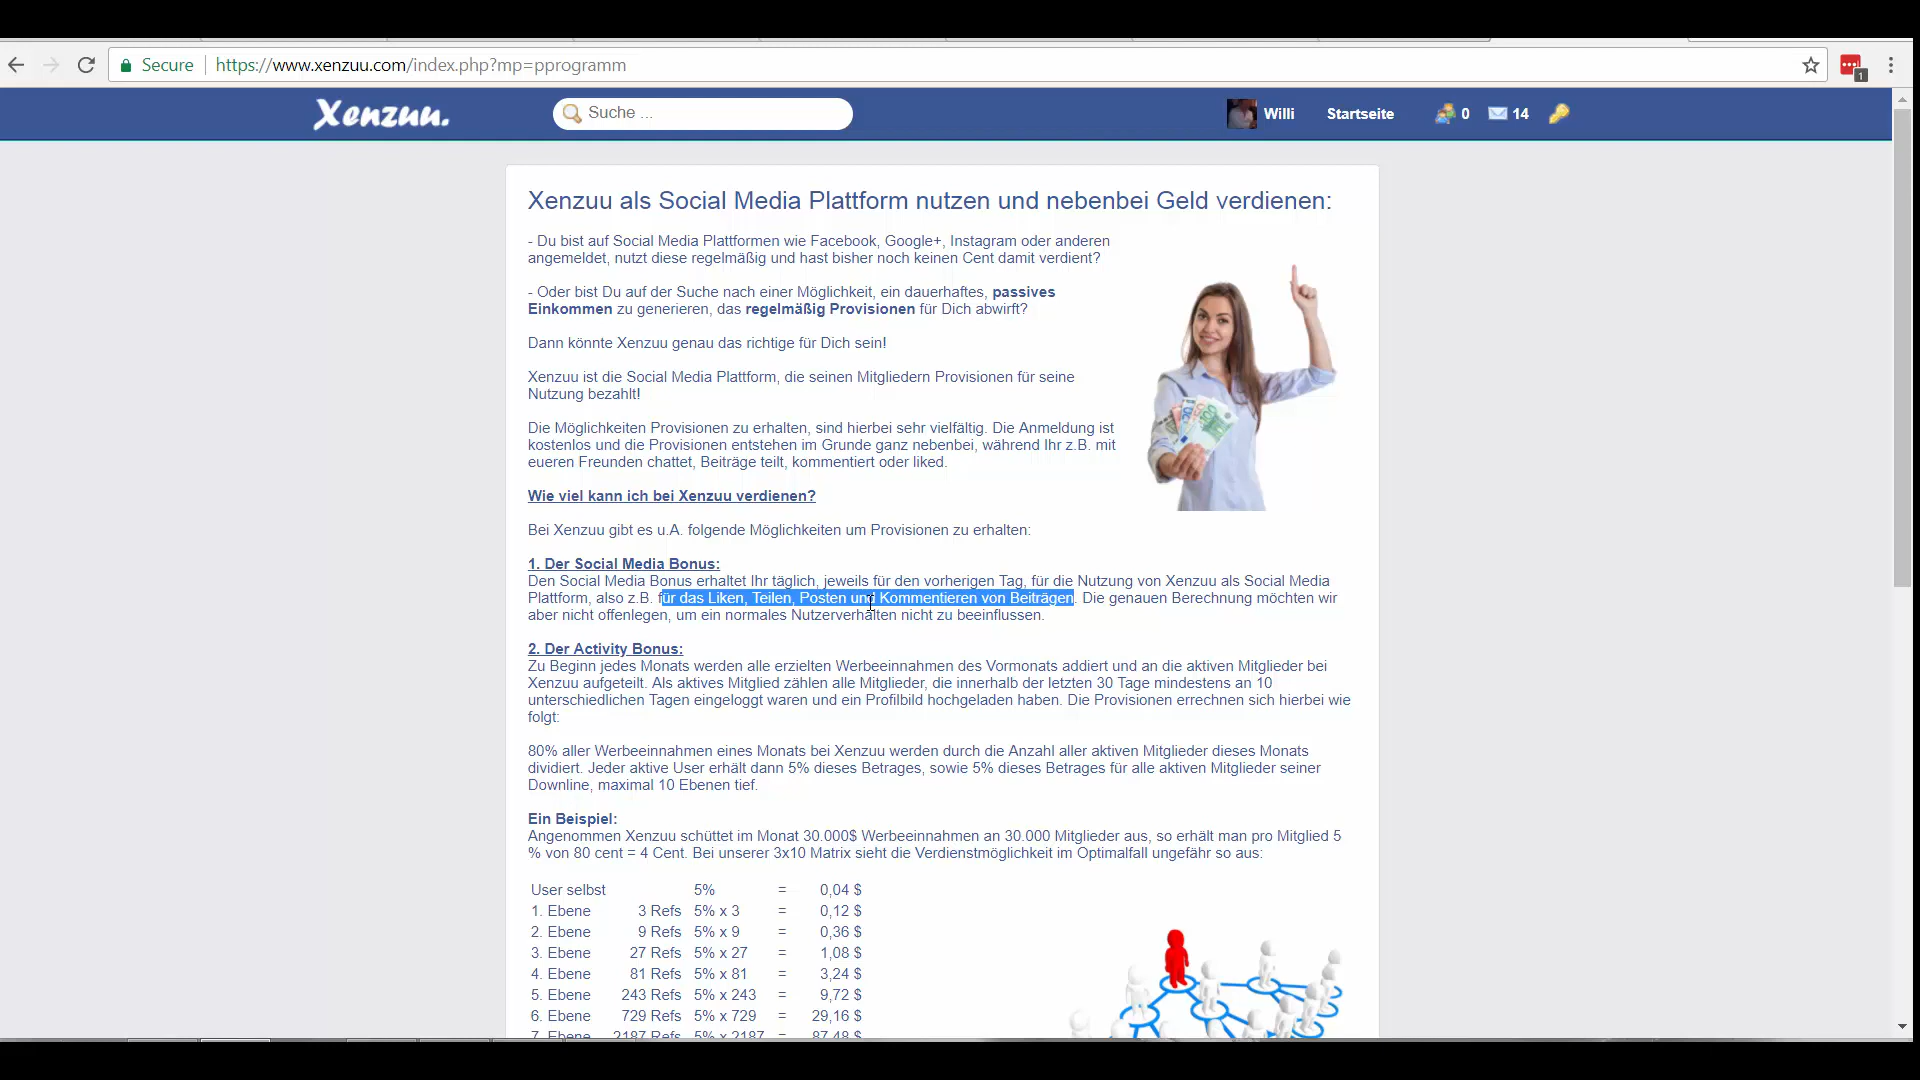 Secure https://www.xenzuu.com/index.php?mp=pprogramm
1
Xenzuu.
Suche ...
Willi
Startseite
0
14
Xenzuu als Social Media Plattform nutzen und nebenbei Geld verdienen:
- Du bist auf Social Media Plattformen wie Facebook, Google+, Instagram oder anderen
angemeldet, nutzt diese regelmäßig und hast bisher noch keinen Cent damit verdient?
- Oder bist Du auf der Suche nach einer Möglichkeit, ein dauerhaftes, passives
Einkommen zu generieren, das regelmäßig Provisionen für Dich abwirft?
Dann könnte Xenzuu genau das richtige für Dich sein!
Xenzuu ist die Social Media Plattform, die seinen Mitgliedern Provisionen für seine
Nutzung bezahlt!
Die Möglichkeiten Provisionen zu erhalten, sind hierbei sehr vielfältig. Die Anmeldung ist
kostenlos und die Provisionen entstehen im Grunde ganz nebenbei, während Ihr z.B. mit
eueren Freunden chattet, Beiträge teilt, kommentiert oder liked.
Wie viel kann ich bei Xenzuu verdienen?
Bei Xenzuu gibt es u.A. folgende Möglichkeiten um Provisionen zu erhalten:
1. Der Social Media Bonus:
Den Social Media Bonus erhaltet Ihr täglich, jeweils für den vorherigen Tag, für die Nutzung von Xenzuu als Social Media
Plattform, also z.B. für das Liken, Teilen, Posten und Kommentieren von Beiträgen. Die genauen Berechnung möchten wir
aber nicht offenlegen, um ein normales Nutzerverhalten nicht zu beeinflussen.
2. Der Activity Bonus:
Zu Beginn jedes Monats werden alle erzielten Werbeeinnahmen des Vormonats addiert und an die aktiven Mitglieder bei
Xenzuu aufgeteilt. Als aktives Mitglied zählen alle Mitglieder, die innerhalb der letzten 30 Tage mindestens an 10
unterschiedlichen Tagen eingeloggt waren und ein Profilbild hochgeladen haben. Die Provisionen errechnen sich hierbei wie
folgt:
80% aller Werbeeinnahmen eines Monats bei Xenzuu werden durch die Anzahl aller aktiven Mitglieder dieses Monats
dividiert. Jeder aktive User erhält dann 5% dieses Betrages, sowie 5% dieses Betrages für alle aktiven Mitglieder seiner
Downline, maximal 10 Ebenen tief.
Ein Beispiel:
Angenommen Xenzuu schüttet im Monat 30.000$ Werbeeinnahmen an 30.000 Mitglieder aus, so erhält man pro Mitglied 5
% von 80 cent = 4 Cent. Bei unserer 3x10 Matrix sieht die Verdienstmöglichkeit im Optimalfall ungefähr so aus:
User selbst 5% = 0,04 $
1. Ebene 3 Refs 5% x 3 = 0,12 $
2. Ebene 9 Refs 5% x 9 = 0,36 $
3. Ebene 27 Refs 5% x 27 = 1,08 $
4. Ebene 81 Refs 5% x 81 = 3,24 $
5. Ebene 243 Refs 5% x 243 = 9,72 $
6. Ebene 729 Refs 5% x 729 = 29,16 $
7. Ebene 2187 Refs 5% x 2187 = 87,48 $